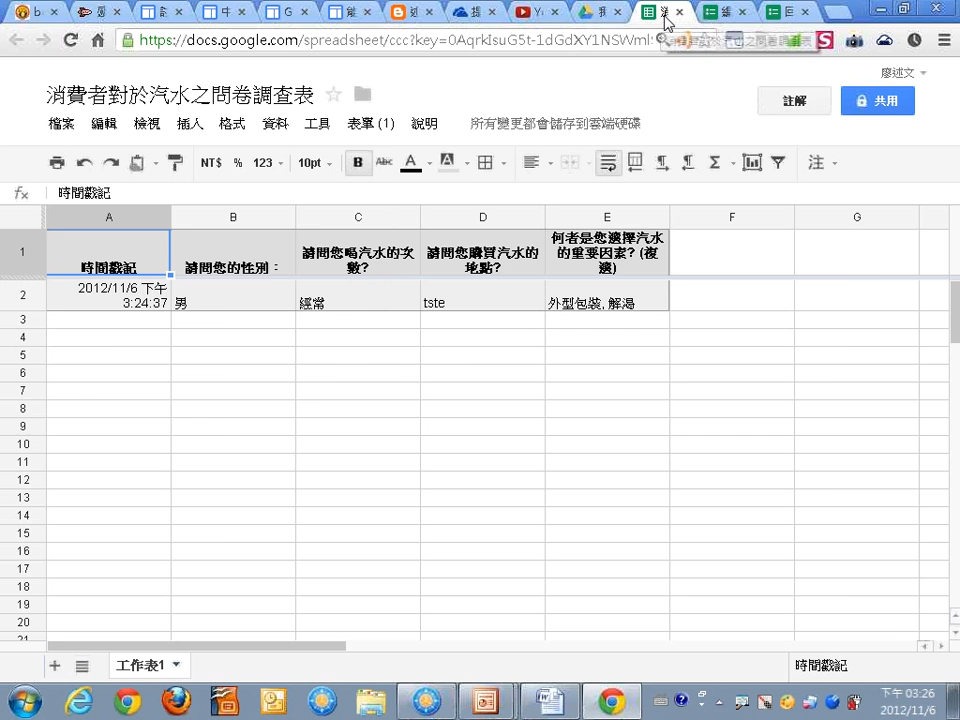 https://docs.google.com/spreadsheet/ccc?key=0AqrkIsuG5t-1dGdXY1NSWmlS
廖述文
消費者對於汽水之問卷調查表
註解
共用
檔案 編輯 檢視 插入 格式 資料 工具 表單 (1) 說明 所有變更都會儲存到雲端硬碟
NT$ % 123 10pt B Abc A A Σ 注
fx 時間戳記
A B C D E F G
1 時間戳記 請問您的性別： 請問您喝汽水的次數? 請問您購買汽水的地點? 何者是您選擇汽水的重要因素? (複選)
2 2012/11/6 下午 3:24:37 男 經常 tste 外型包裝, 解渴
3
4
5
6
7
8
9
10
11
12
13
14
15
16
17
18
19
20
21
工作表1
時間戳記
下午 03:26
2012/11/6